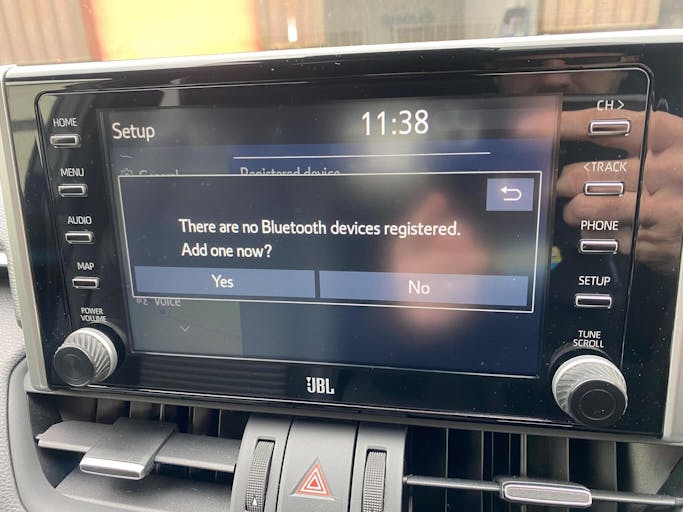 HOME
MENU
AUDIO
MAP
POWER
VOLUME
Setup
11:38
General
Registered device
There are no Bluetooth devices registered.
Add one now?
Yes
No
Voice
CH >
< TRACK
PHONE
SETUP
TUNE
SCROLL
JBL